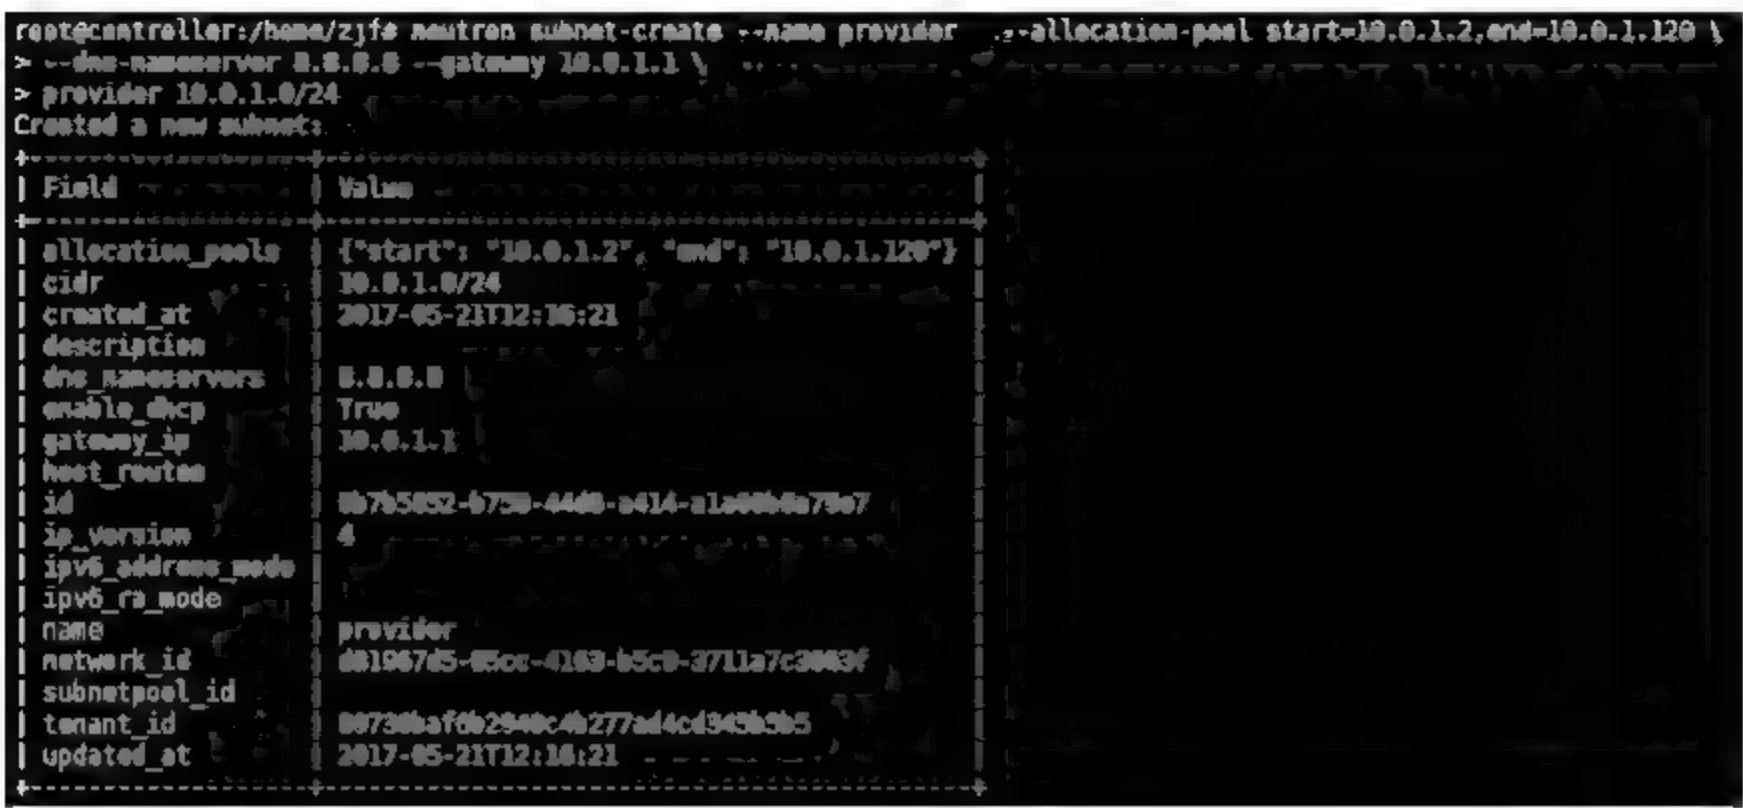 root@controller:/home/zjf# neutron subnet-create --name provider --allocation-pool start=10.0.1.2,end=10.0.1.120 \
> --dns-nameserver 8.8.8.8 --gateway 10.0.1.1 \
> provider 10.0.1.0/24
Created a new subnet:
| Field | Value |
| allocation_pools | {"start": "10.0.1.2", "end": "10.0.1.120"} |
| cidr | 10.0.1.0/24 |
| created_at | 2017-05-21T12:16:21 |
| description | |
| dns_nameservers | 8.8.8.8 |
| enable_dhcp | True |
| gateway_ip | 10.0.1.1 |
| host_routes | |
| id | |
| ip_version | 4 |
| ipv6_address_mode | |
| ipv6_ra_mode | |
| name | provider |
| network_id | |
| subnetpool_id | |
| tenant_id | |
| updated_at | 2017-05-21T12:16:21 |